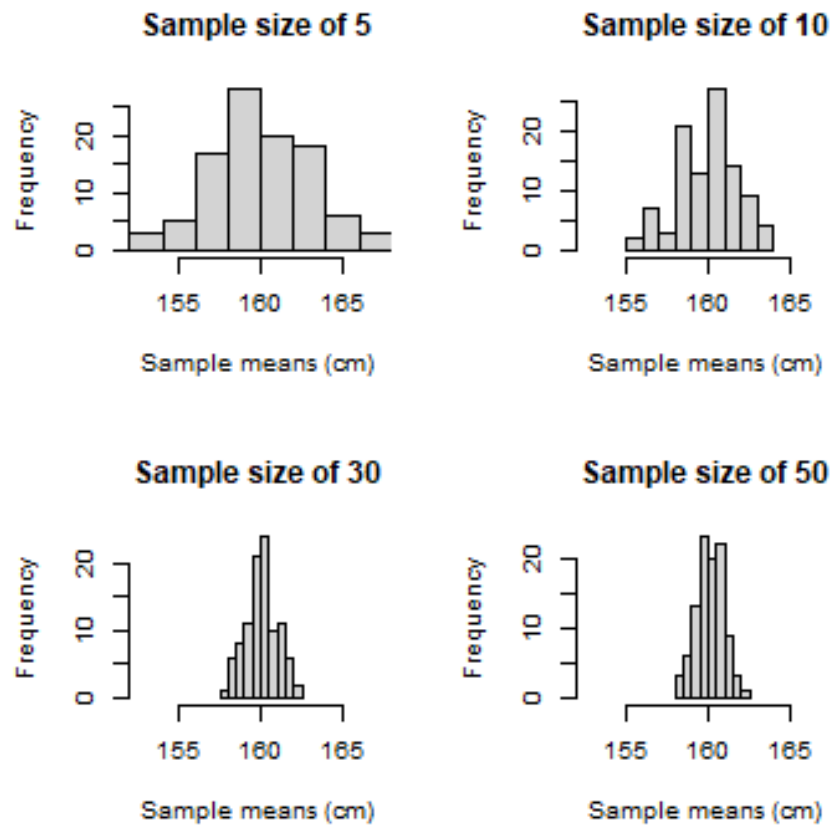 Sample size of 5
Frequency
0 10 20
155 160 165
Sample means (cm)
Sample size of 10
Frequency
0 10 20
155 160 165
Sample means (cm)
Sample size of 30
Frequency
0 10 20
155 160 165
Sample means (cm)
Sample size of 50
Frequency
0 10 20
155 160 165
Sample means (cm)